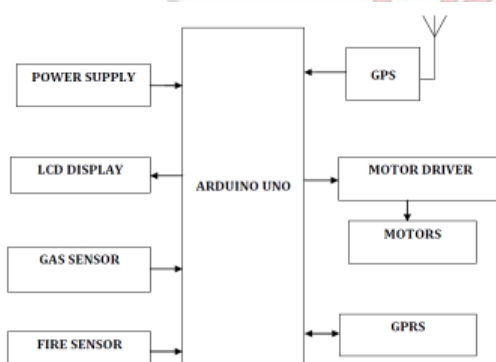 POWER SUPPLY
LCD DISPLAY
GAS SENSOR
FIRE SENSOR
ARDUINO UNO
GPS
MOTOR DRIVER
MOTORS
GPRS